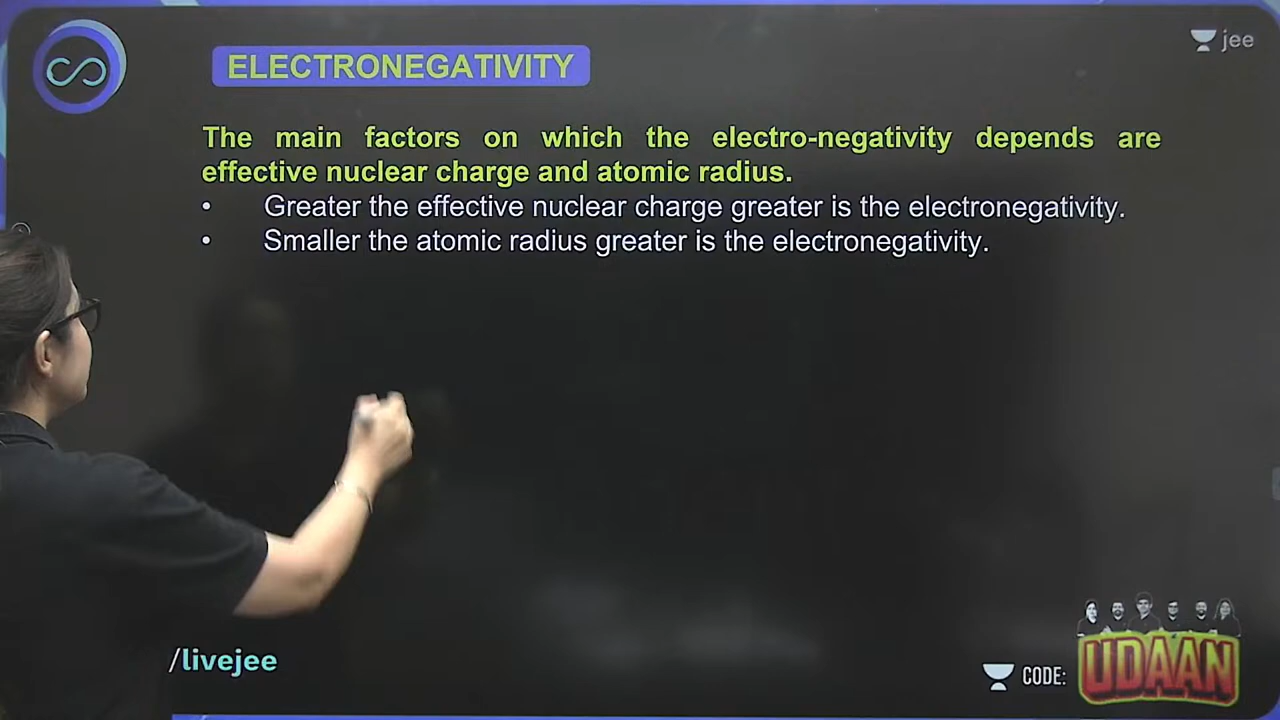 ELECTRONEGATIVITY
jee
The main factors on which the electro-negativity depends are
effective nuclear charge and atomic radius.
• Greater the effective nuclear charge greater is the electronegativity.
• Smaller the atomic radius greater is the electronegativity.
/livejee
CODE:
UDAAN